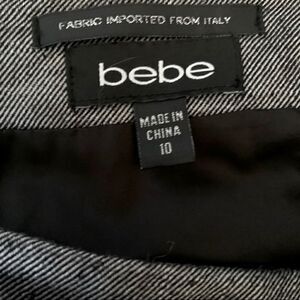 FABRIC IMPORTED FROM ITALY
bebe
MADE IN
CHINA
10